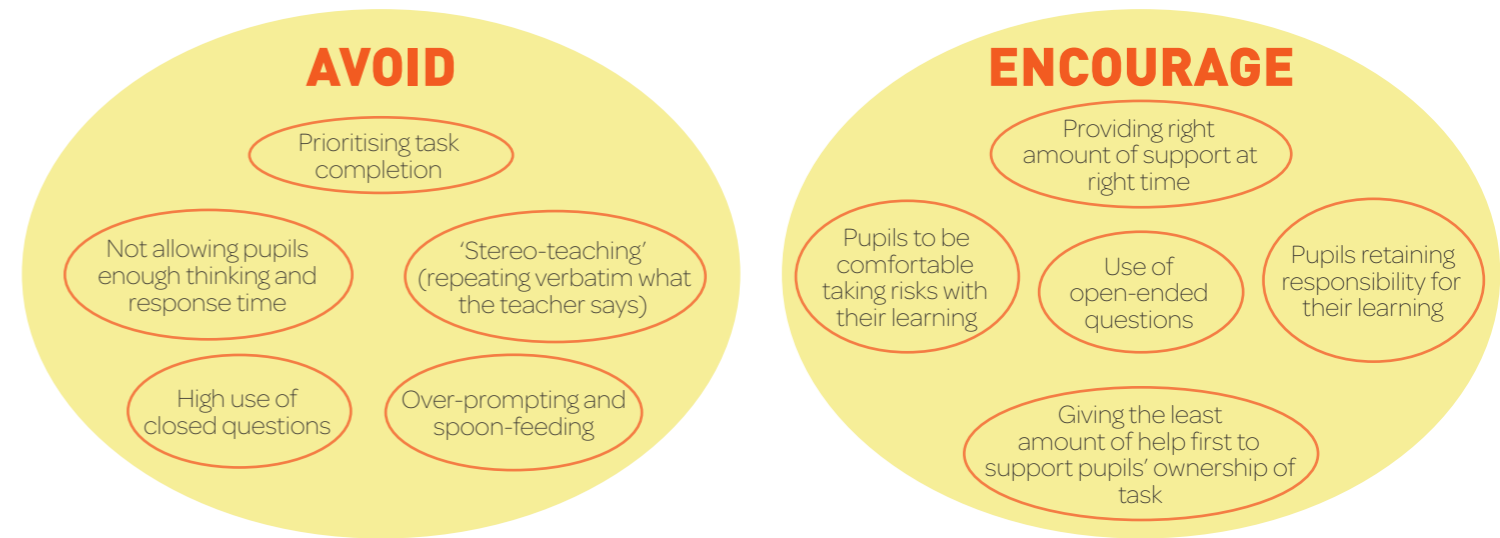 AVOID
Prioritising task
completion
Not allowing pupils
enough thinking and
response time
‘Stereo-teaching’
(repeating verbatim what
the teacher says)
High use of
closed questions
Over-prompting and
spoon-feeding
ENCOURAGE
Providing right
amount of support at
right time
Pupils to be
comfortable
taking risks with
their learning
Use of
open-ended
questions
Pupils retaining
responsibility for
their learning
Giving the least
amount of help first to
support pupils’ ownership of
task